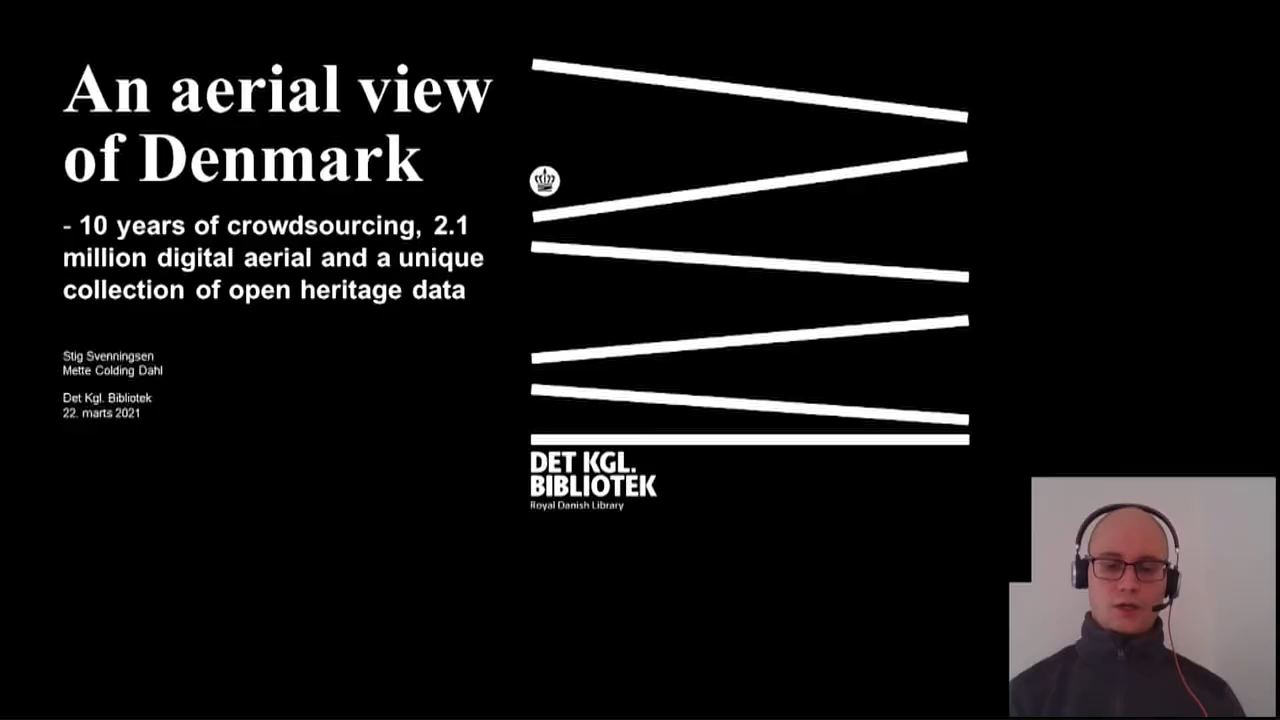 An aerial view
of Denmark
- 10 years of crowdsourcing, 2.1
million digital aerial and a unique
collection of open heritage data
Stig Svenningsen
Mette Colding Dahl
Det Kgl. Bibliotek
22. marts 2021
DET KGL.
BIBLIOTEK
Royal Danish Library